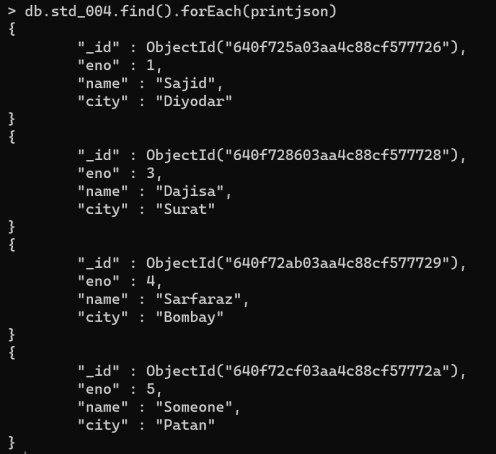 > db.std_004.find().forEach(printjson)
{
        "_id" : ObjectId("640f725a03aa4c88cf577726"),
        "eno" : 1,
        "name" : "Sajid",
        "city" : "Diyodar"
}
{
        "_id" : ObjectId("640f728603aa4c88cf577728"),
        "eno" : 3,
        "name" : "Dajisa",
        "city" : "Surat"
}
{
        "_id" : ObjectId("640f72ab03aa4c88cf577729"),
        "eno" : 4,
        "name" : "Sarfaraz",
        "city" : "Bombay"
}
{
        "_id" : ObjectId("640f72cf03aa4c88cf57772a"),
        "eno" : 5,
        "name" : "Someone",
        "city" : "Patan"
}